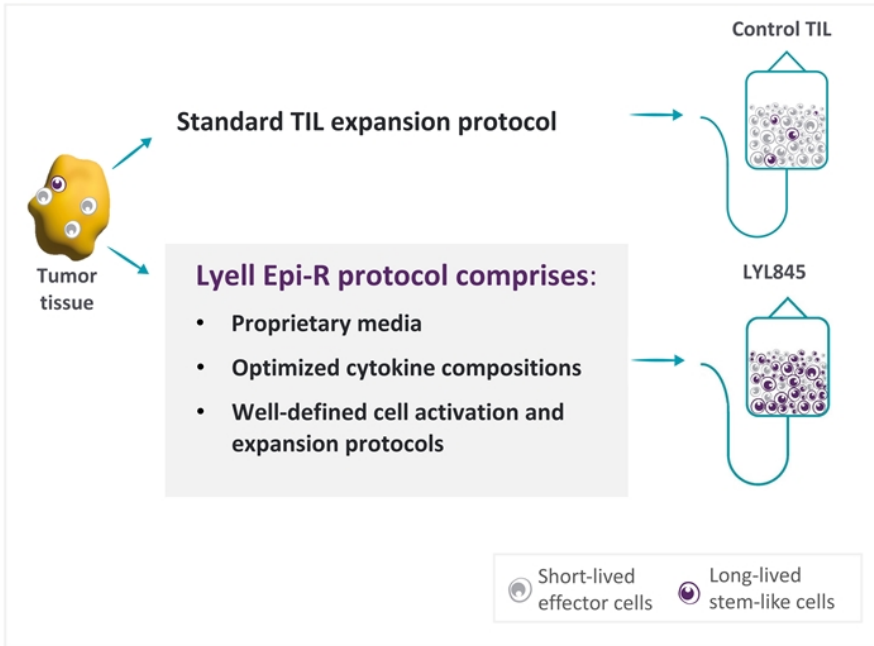 Control TIL
Standard TIL expansion protocol
Tumor
tissue
Lyell Epi-R protocol comprises:
• Proprietary media
• Optimized cytokine compositions
• Well-defined cell activation and
expansion protocols
LYL845
Short-lived
effector cells
Long-lived
stem-like cells